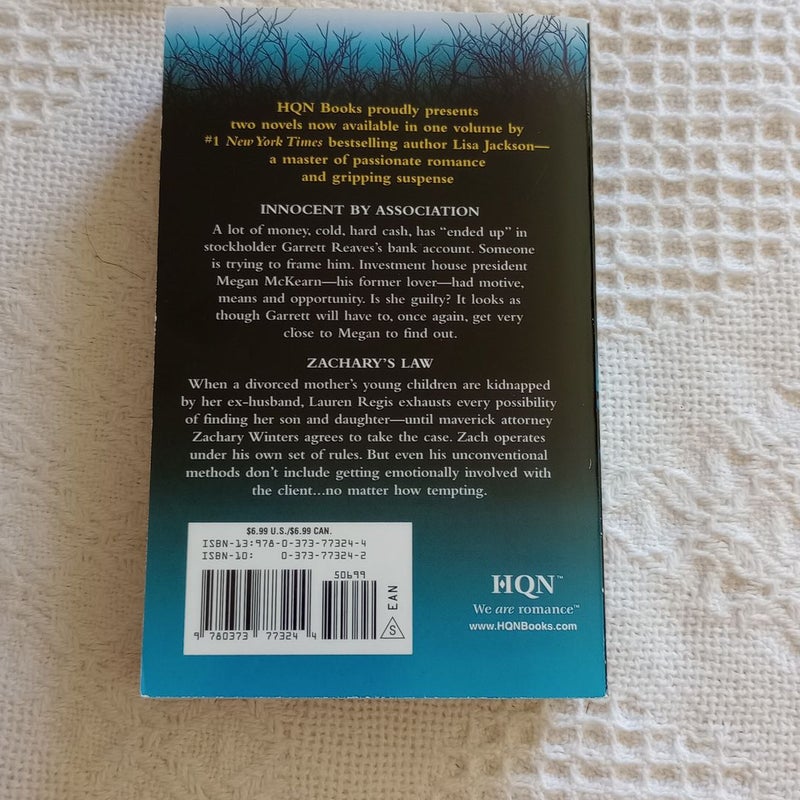 HQN Books proudly presents
two novels now available in one volume by
#1 New York Times bestselling author Lisa Jackson—
a master of passionate romance
and gripping suspense
INNOCENT BY ASSOCIATION
A lot of money, cold, hard cash, has “ended up” in
stockholder Garrett Reaves’s bank account. Someone
is trying to frame him. Investment house president
Megan McKearn—his former lover—had motive,
means and opportunity. Is she guilty? It looks as
though Garrett will have to, once again, get very
close to Megan to find out.
ZACHARY’S LAW
When a divorced mother’s young children are kidnapped
by her ex-husband, Lauren Regis exhausts every possibility
of finding her son and daughter—until maverick attorney
Zachary Winters agrees to take the case. Zach operates
under his own set of rules. But even his unconventional
methods don’t include getting emotionally involved with
the client...no matter how tempting.
$6.99 U.S./$6.99 CAN.
ISBN-13:978-0-373-77324-4
ISBN-10: 0-373-77324-2
50699
9 780373 77324 4
S
EAN
HQN™
We are romance™
www.HQNBooks.com